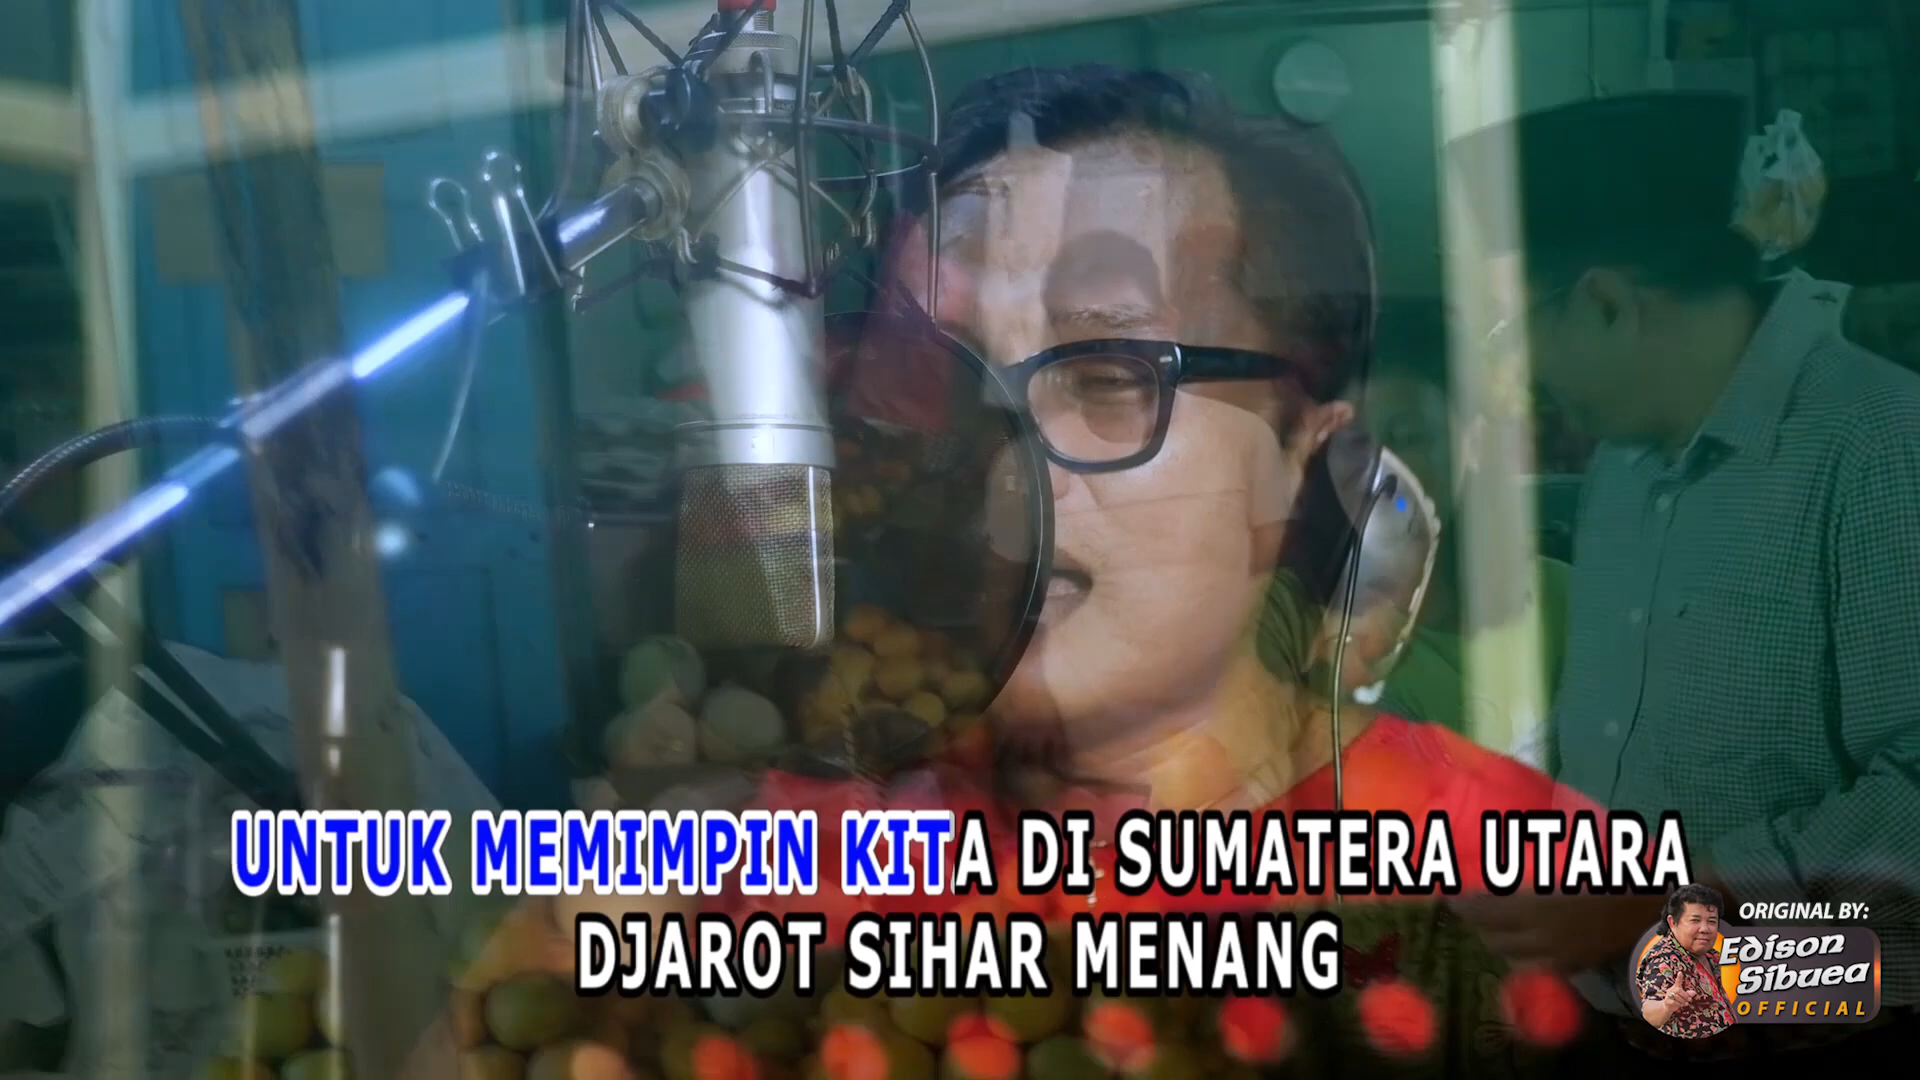 UNTUK MEMIMPIN KITA DI SUMATERA UTARA
DJAROT SIHAR MENANG
ORIGINAL BY:
Edison
Sibuea
OFFICIAL